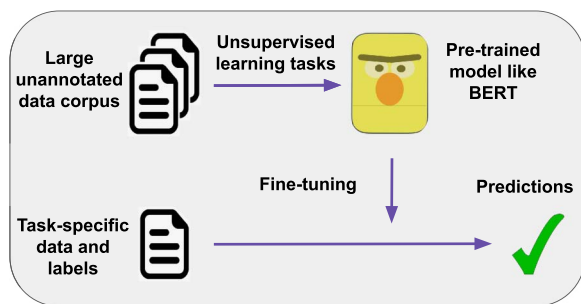 Large
unannotated
data corpus
Unsupervised
learning tasks
Pre-trained
model like
BERT
Fine-tuning
Predictions
Task-specific
data and
labels